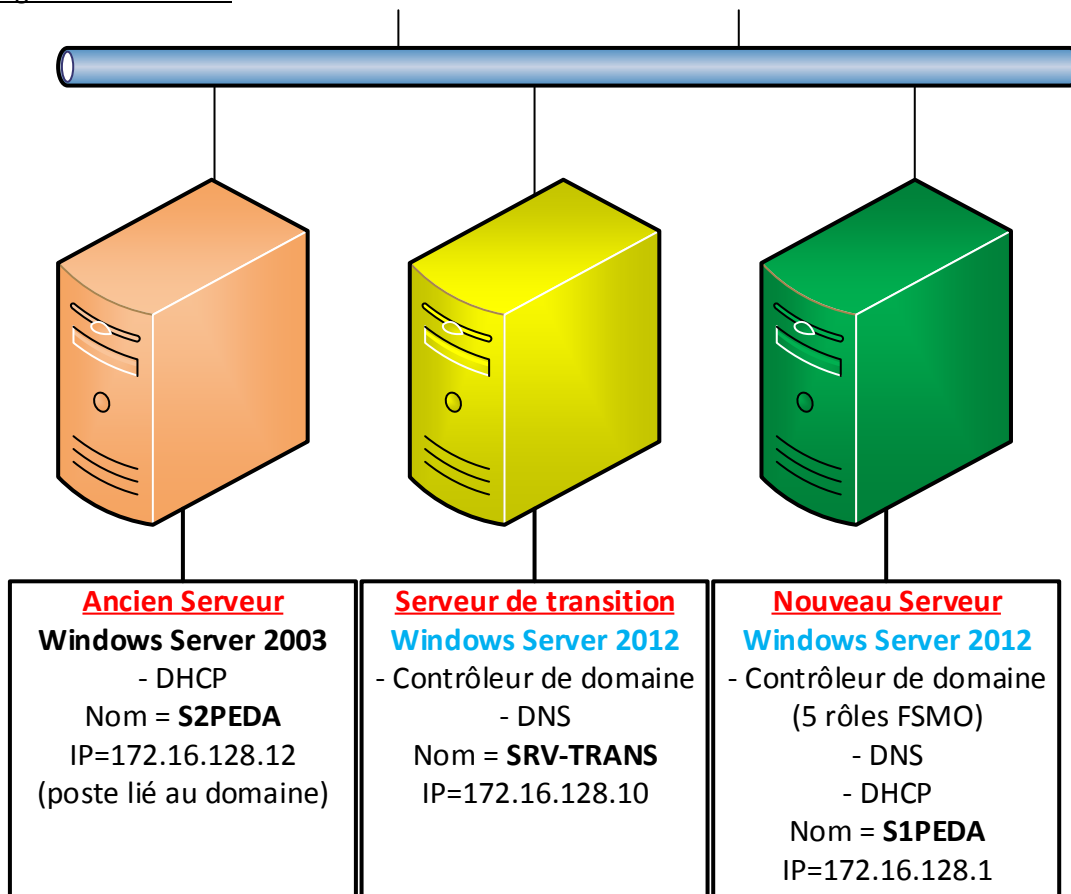 Ancien Serveur
Windows Server 2003
- DHCP
Nom = S2PEDA
IP=172.16.128.12
(poste lié au domaine)
Serveur de transition
Windows Server 2012
- Contrôleur de domaine
- DNS
Nom = SRV-TRANS
IP=172.16.128.10
Nouveau Serveur
Windows Server 2012
- Contrôleur de domaine
(5 rôles FSMO)
- DNS
- DHCP
Nom = S1PEDA
IP=172.16.128.1